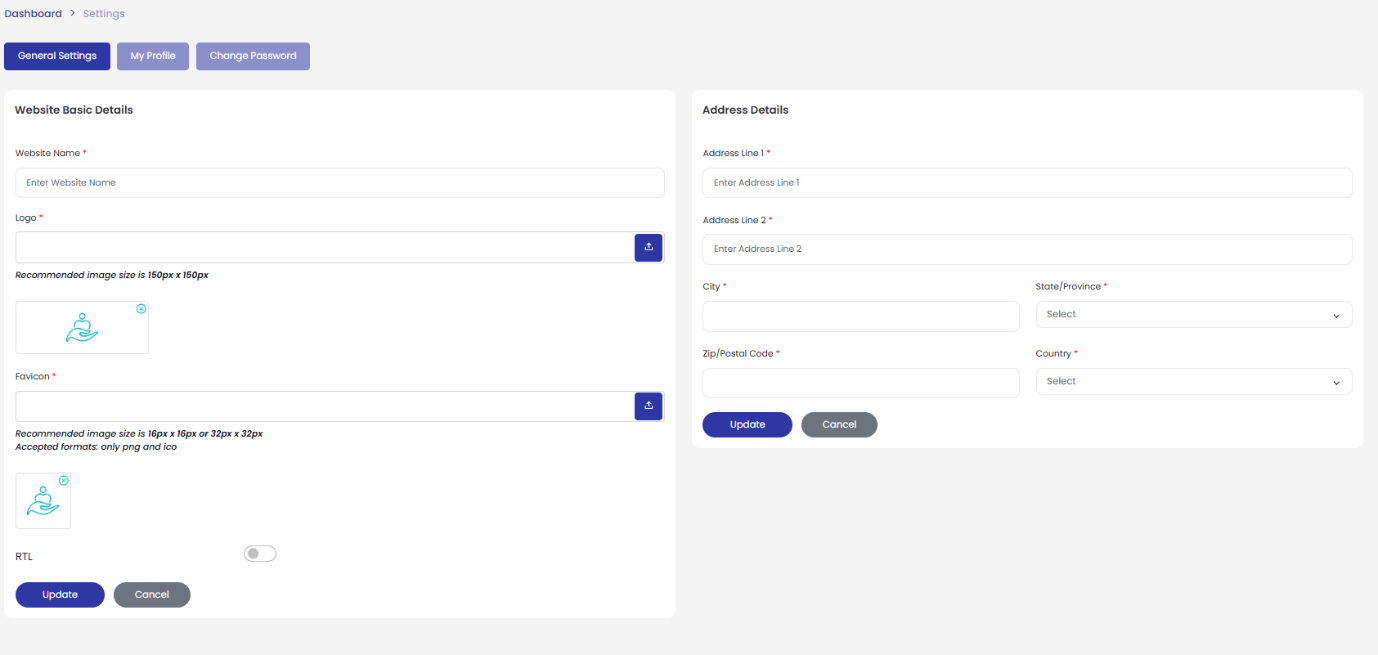 Dashboard > Settings
General Settings My Profile Change Password
Website Basic Details
Website Name *
Enter Website Name
Logo *
Recommended image size is 150px x 150px
Favicon *
Recommended image size is 16px x 16px or 32px x 32px
Accepted formats: only png and ico
RTL
Update Cancel
Address Details
Address Line 1 *
Enter Address Line 1
Address Line 2 *
Enter Address Line 2
City * State/Province *
Select
Zip/Postal Code * Country *
Select
Update Cancel